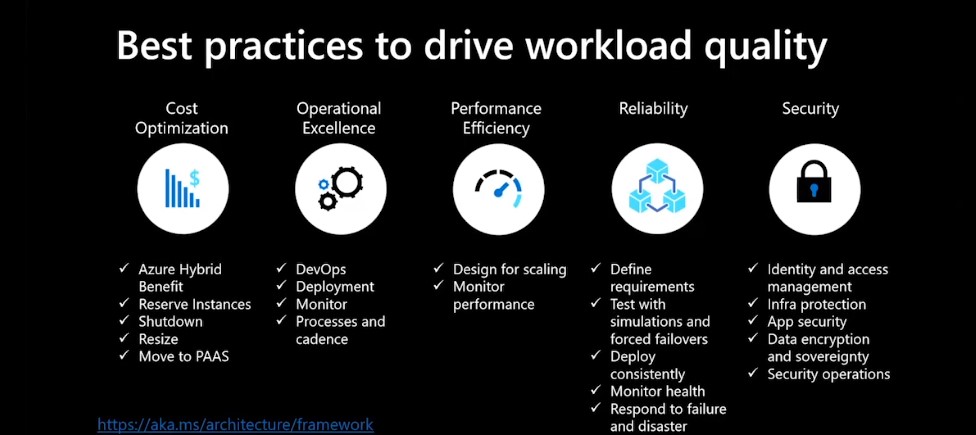 Best practices to drive workload quality
Cost
Optimization
$
Azure Hybrid
Benefit
Reserve Instances
Shutdown
Resize
Move to PAAS
Operational
Excellence
DevOps
Deployment
Monitor
Processes and
cadence
Performance
Efficiency
Design for scaling
Monitor
performance
Reliability
Define
requirements
Test with
simulations and
forced failovers
Deploy
consistently
Monitor health
Respond to failure
and disaster
Security
Identity and access
management
Infra protection
App security
Data encryption
and sovereignty
Security operations
https://aka.ms/architecture/framework